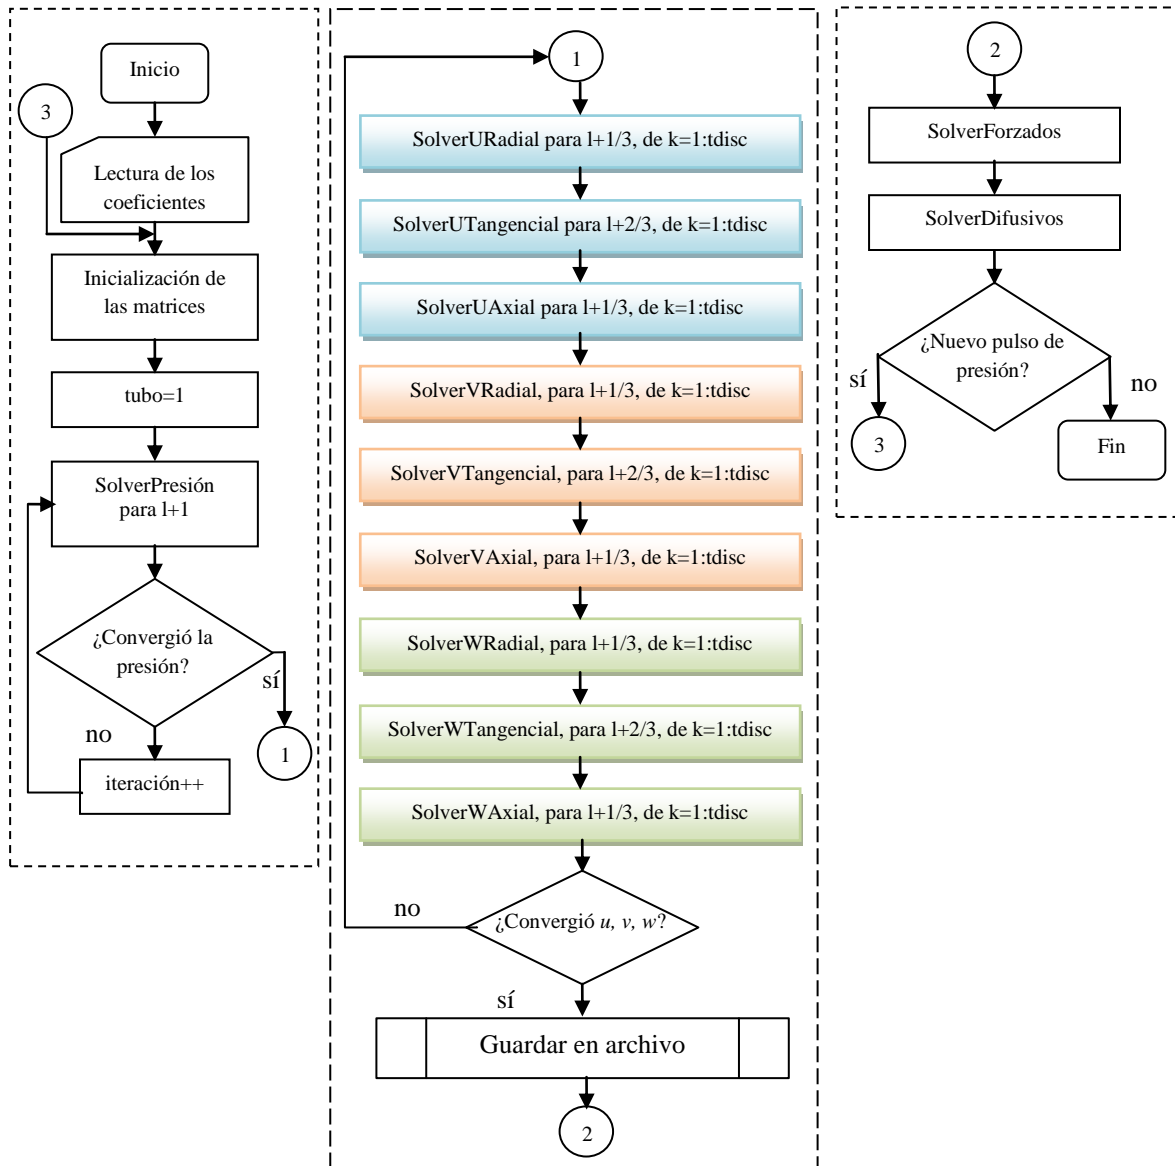 Inicio
3
Lectura de los
coeficientes
Inicialización de
las matrices
tubo=1
SolverPresión
para l+1
¿Convergió la
presión?
sí
no
1
iteración++
1
SolverURadial para l+1/3, de k=1:tdisc
SolverUTangencial para l+2/3, de k=1:tdisc
SolverUAxial para l+1/3, de k=1:tdisc
SolverVRadial, para l+1/3, de k=1:tdisc
SolverVTangencial, para l+2/3, de k=1:tdisc
SolverVAxial, para l+1/3, de k=1:tdisc
SolverWRadial, para l+1/3, de k=1:tdisc
SolverWTangencial, para l+2/3, de k=1:tdisc
SolverWAxial, para l+1/3, de k=1:tdisc
no
¿Convergió u, v, w?
sí
Guardar en archivo
2
2
SolverForzados
SolverDifusivos
¿Nuevo pulso de
presión?
sí
no
3
Fin